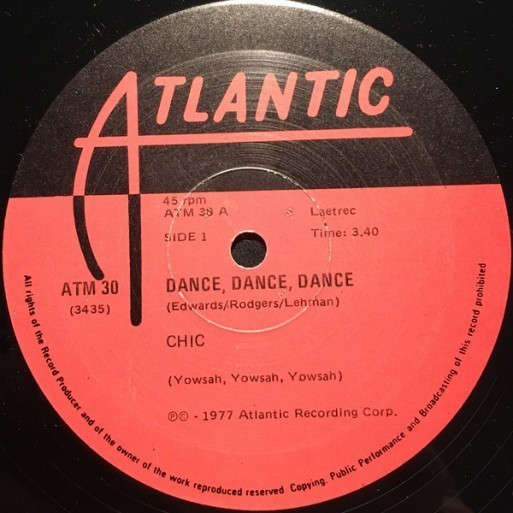 ATLANTIC
45 rpm
ATM 30 A
Laetrec
SIDE 1
Time: 3.40
ATM 30
(3435)
DANCE, DANCE, DANCE
(Edwards/Rodgers/Lehman)
CHIC
(Yowsah, Yowsah, Yowsah)
℗© - 1977 Atlantic Recording Corp.
All rights of the Record Producer and of the owner of the work reproduced reserved Copying, Public Performance and Broadcasting of this record prohibited